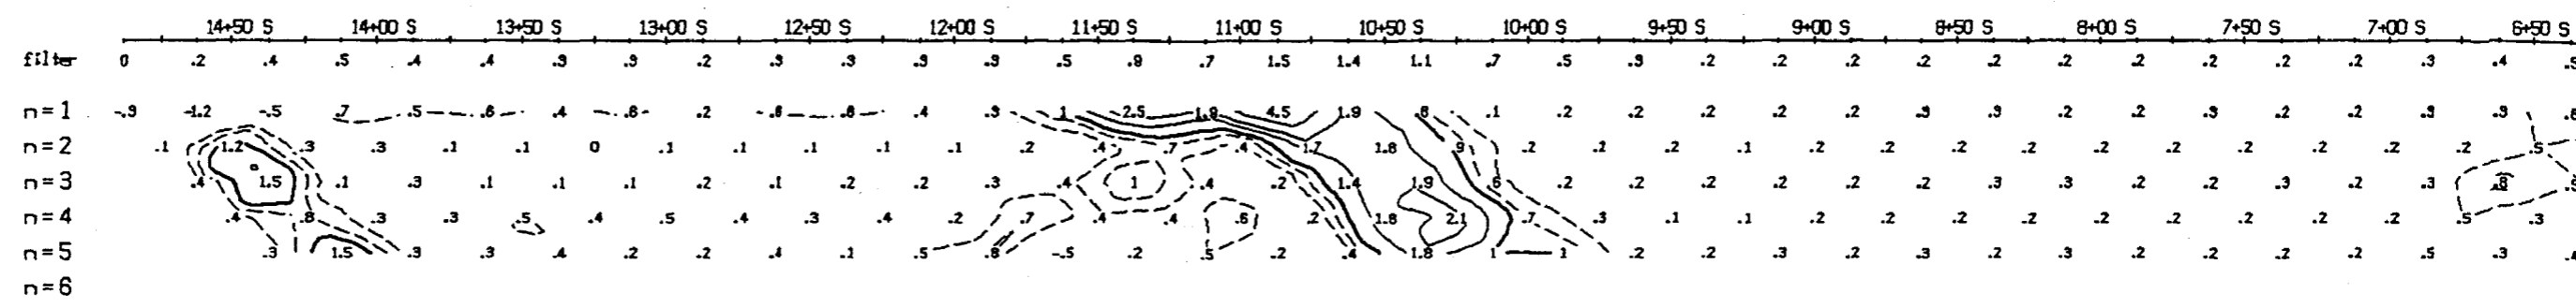 14+50 S 14+00 S 13+50 S 13+00 S 12+50 S 12+00 S 11+50 S 11+00 S 10+50 S 10+00 S 9+50 S 9+00 S 8+50 S 8+00 S 7+50 S 7+00 S 6+50 S
filter 0 .2 .4 .5 .4 .4 .3 .3 .2 .3 .3 .3 .3 .5 .9 .7 1.5 1.4 1.1 .7 .5 .3 .2 .2 .2 .2 .2 .2 .2 .2 .2 .2 .3 .4 .5
n=1 -.3 -1.2 -.5 .7 .5 .6 .4 .6 .2 .6 .6 .4 .3 1 2.5 1.9 4.5 1.9 .6 .1 .2 .2 .2 .2 .2 .3 .3 .2 .2 .3 .2 .2 .3 .3 .6
n=2 .1 1.2 .3 .3 .1 .1 0 .1 .1 .1 .1 .1 .2 .4 .7 .4 1.7 1.8 .9 .2 .2 .2 .1 .2 .2 .2 .2 .2 .2 .2 .2 .2 .2 .5
n=3 .4 1.5 .1 .3 .1 .1 .1 .2 .1 .2 .2 .3 .4 1 .4 .2 1.4 1.9 .6 .2 .2 .2 .2 .2 .2 .3 .3 .2 .2 .3 .2 .3 .8 .5
n=4 .4 .8 .3 .3 .5 .4 .5 .4 .3 .4 .2 .7 .4 .4 .6 .2 1.8 2.1 .7 .3 .1 .1 .2 .2 .2 .2 .2 .2 .2 .2 .2 .5 .3
n=5 .3 1.5 .3 .3 .4 .2 .2 .4 .1 .5 .8 -.5 .2 .5 .2 .4 1.8 1 1 .2 .2 .3 .2 .3 .2 .3 .2 .2 .2 .2 .5 .3 .4
n=6